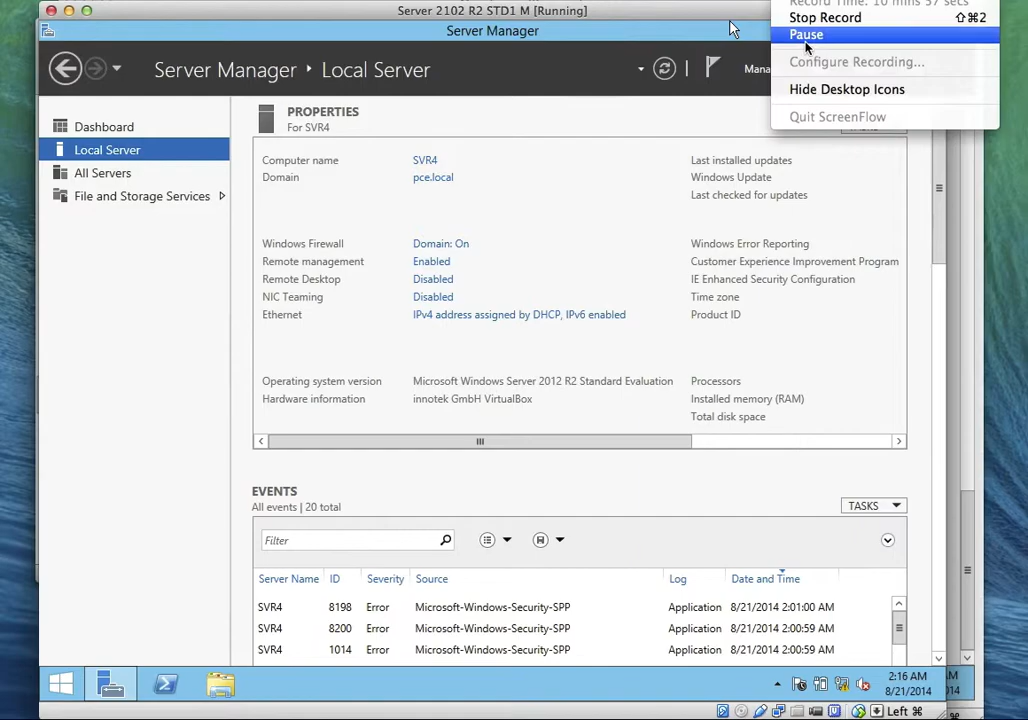 Record Time: 10 mins 57 secs
Server 2102 R2 STD1 M [Running]
Stop Record ⇧⌘2
Server Manager
Pause
Server Manager ▸ Local Server
Mana
Configure Recording...
Hide Desktop Icons
Quit ScreenFlow
PROPERTIES
For SVR4
Dashboard
Local Server
All Servers
File and Storage Services
Computer name SVR4 Last installed updates
Domain pce.local Windows Update
Last checked for updates
Windows Firewall Domain: On Windows Error Reporting
Remote management Enabled Customer Experience Improvement Program
Remote Desktop Disabled IE Enhanced Security Configuration
NIC Teaming Disabled Time zone
Ethernet IPv4 address assigned by DHCP, IPv6 enabled Product ID
Operating system version Microsoft Windows Server 2012 R2 Standard Evaluation Processors
Hardware information innotek GmbH VirtualBox Installed memory (RAM)
Total disk space
EVENTS
All events | 20 total
TASKS
Filter
Server Name ID Severity Source Log Date and Time
SVR4 8198 Error Microsoft-Windows-Security-SPP Application 8/21/2014 2:01:00 AM
SVR4 8200 Error Microsoft-Windows-Security-SPP Application 8/21/2014 2:00:59 AM
SVR4 1014 Error Microsoft-Windows-Security-SPP Application 8/21/2014 2:00:59 AM
2:16 AM
8/21/2014
Left ⌘